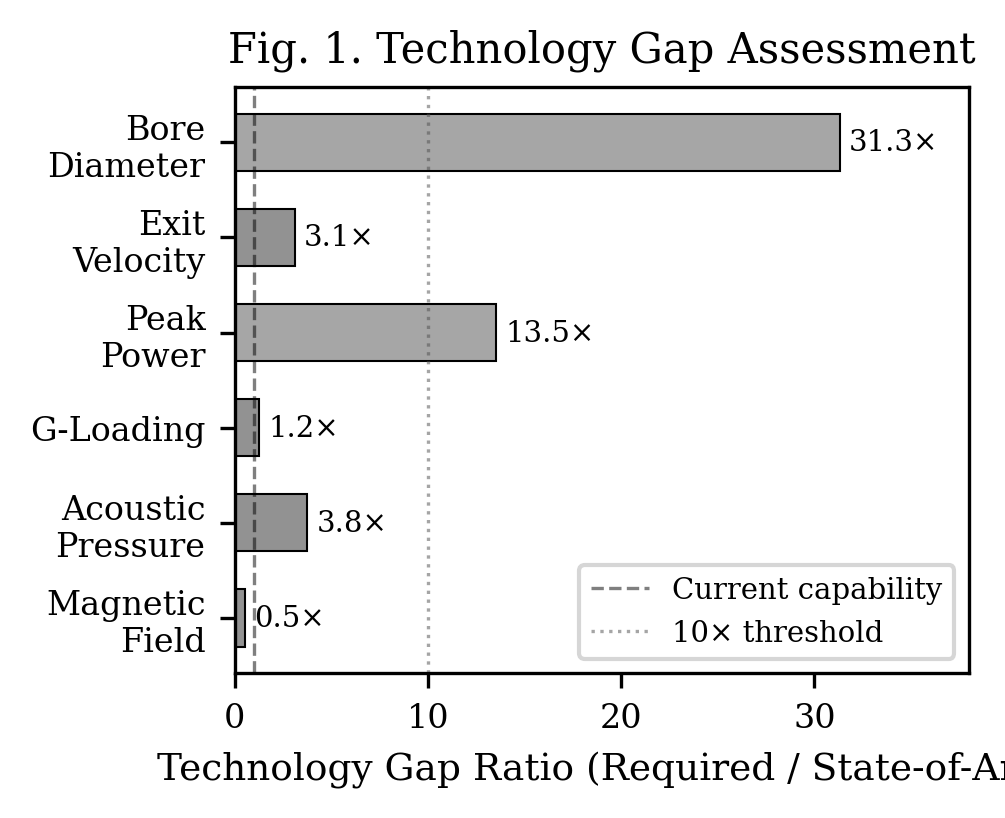 Fig. 1. Technology Gap Assessment
Bore
Diameter
31.3×
Exit
Velocity
3.1×
Peak
Power
13.5×
G-Loading
1.2×
Acoustic
Pressure
3.8×
Magnetic
Field
0.5×
Current capability
10× threshold
0 10 20 30
Technology Gap Ratio (Required / State-of-Ar